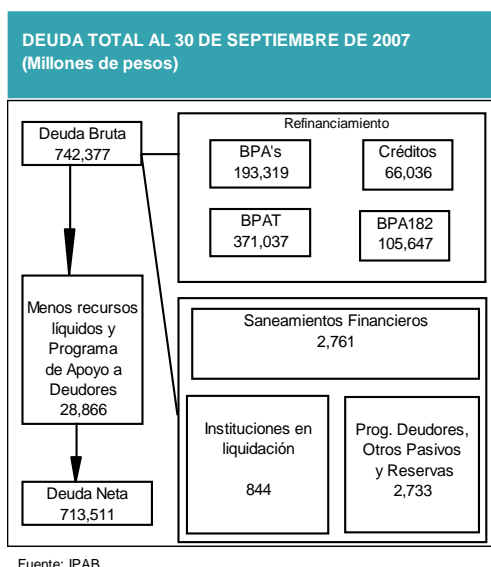 DEUDA TOTAL AL 30 DE SEPTIEMBRE DE 2007
(Millones de pesos)
Deuda Bruta
742,377
Refinanciamiento
BPA's
193,319
Créditos
66,036
BPAT
371,037
BPA182
105,647
Menos recursos
líquidos y
Programa
de Apoyo a
Deudores
28,866
Saneamientos Financieros
2,761
Instituciones en
liquidación
844
Prog. Deudores,
Otros Pasivos
y Reservas
2,733
Deuda Neta
713,511
Fuente: IPAB